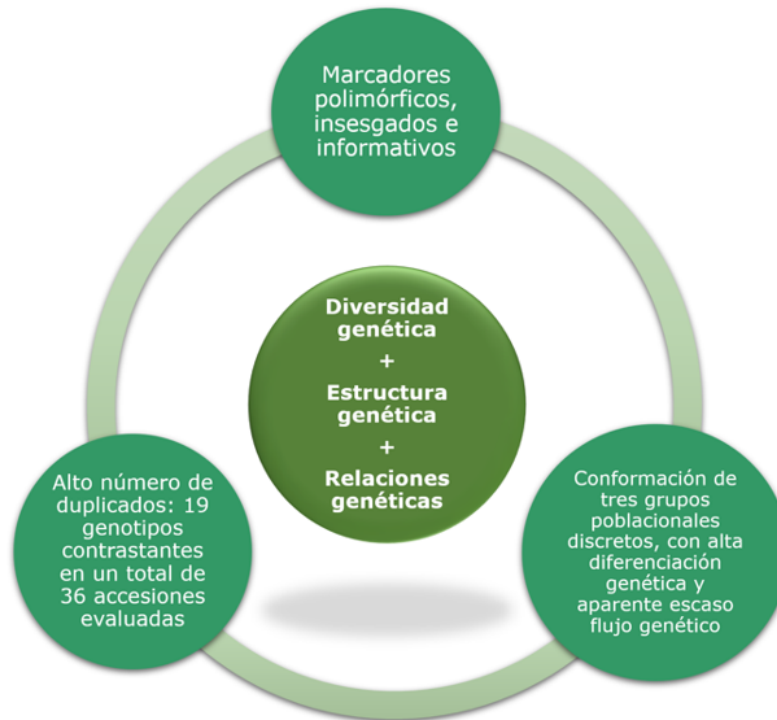 Marcadores
polimórficos,
insesgados e
informativos
Diversidad
genética
+
Estructura
genética
+
Relaciones
genéticas
Alto número de
duplicados: 19
genotipos
contrastantes
en un total de
36 accesiones
evaluadas
Conformación de
tres grupos
poblacionales
discretos, con alta
diferenciación
genética y
aparente escaso
flujo genético